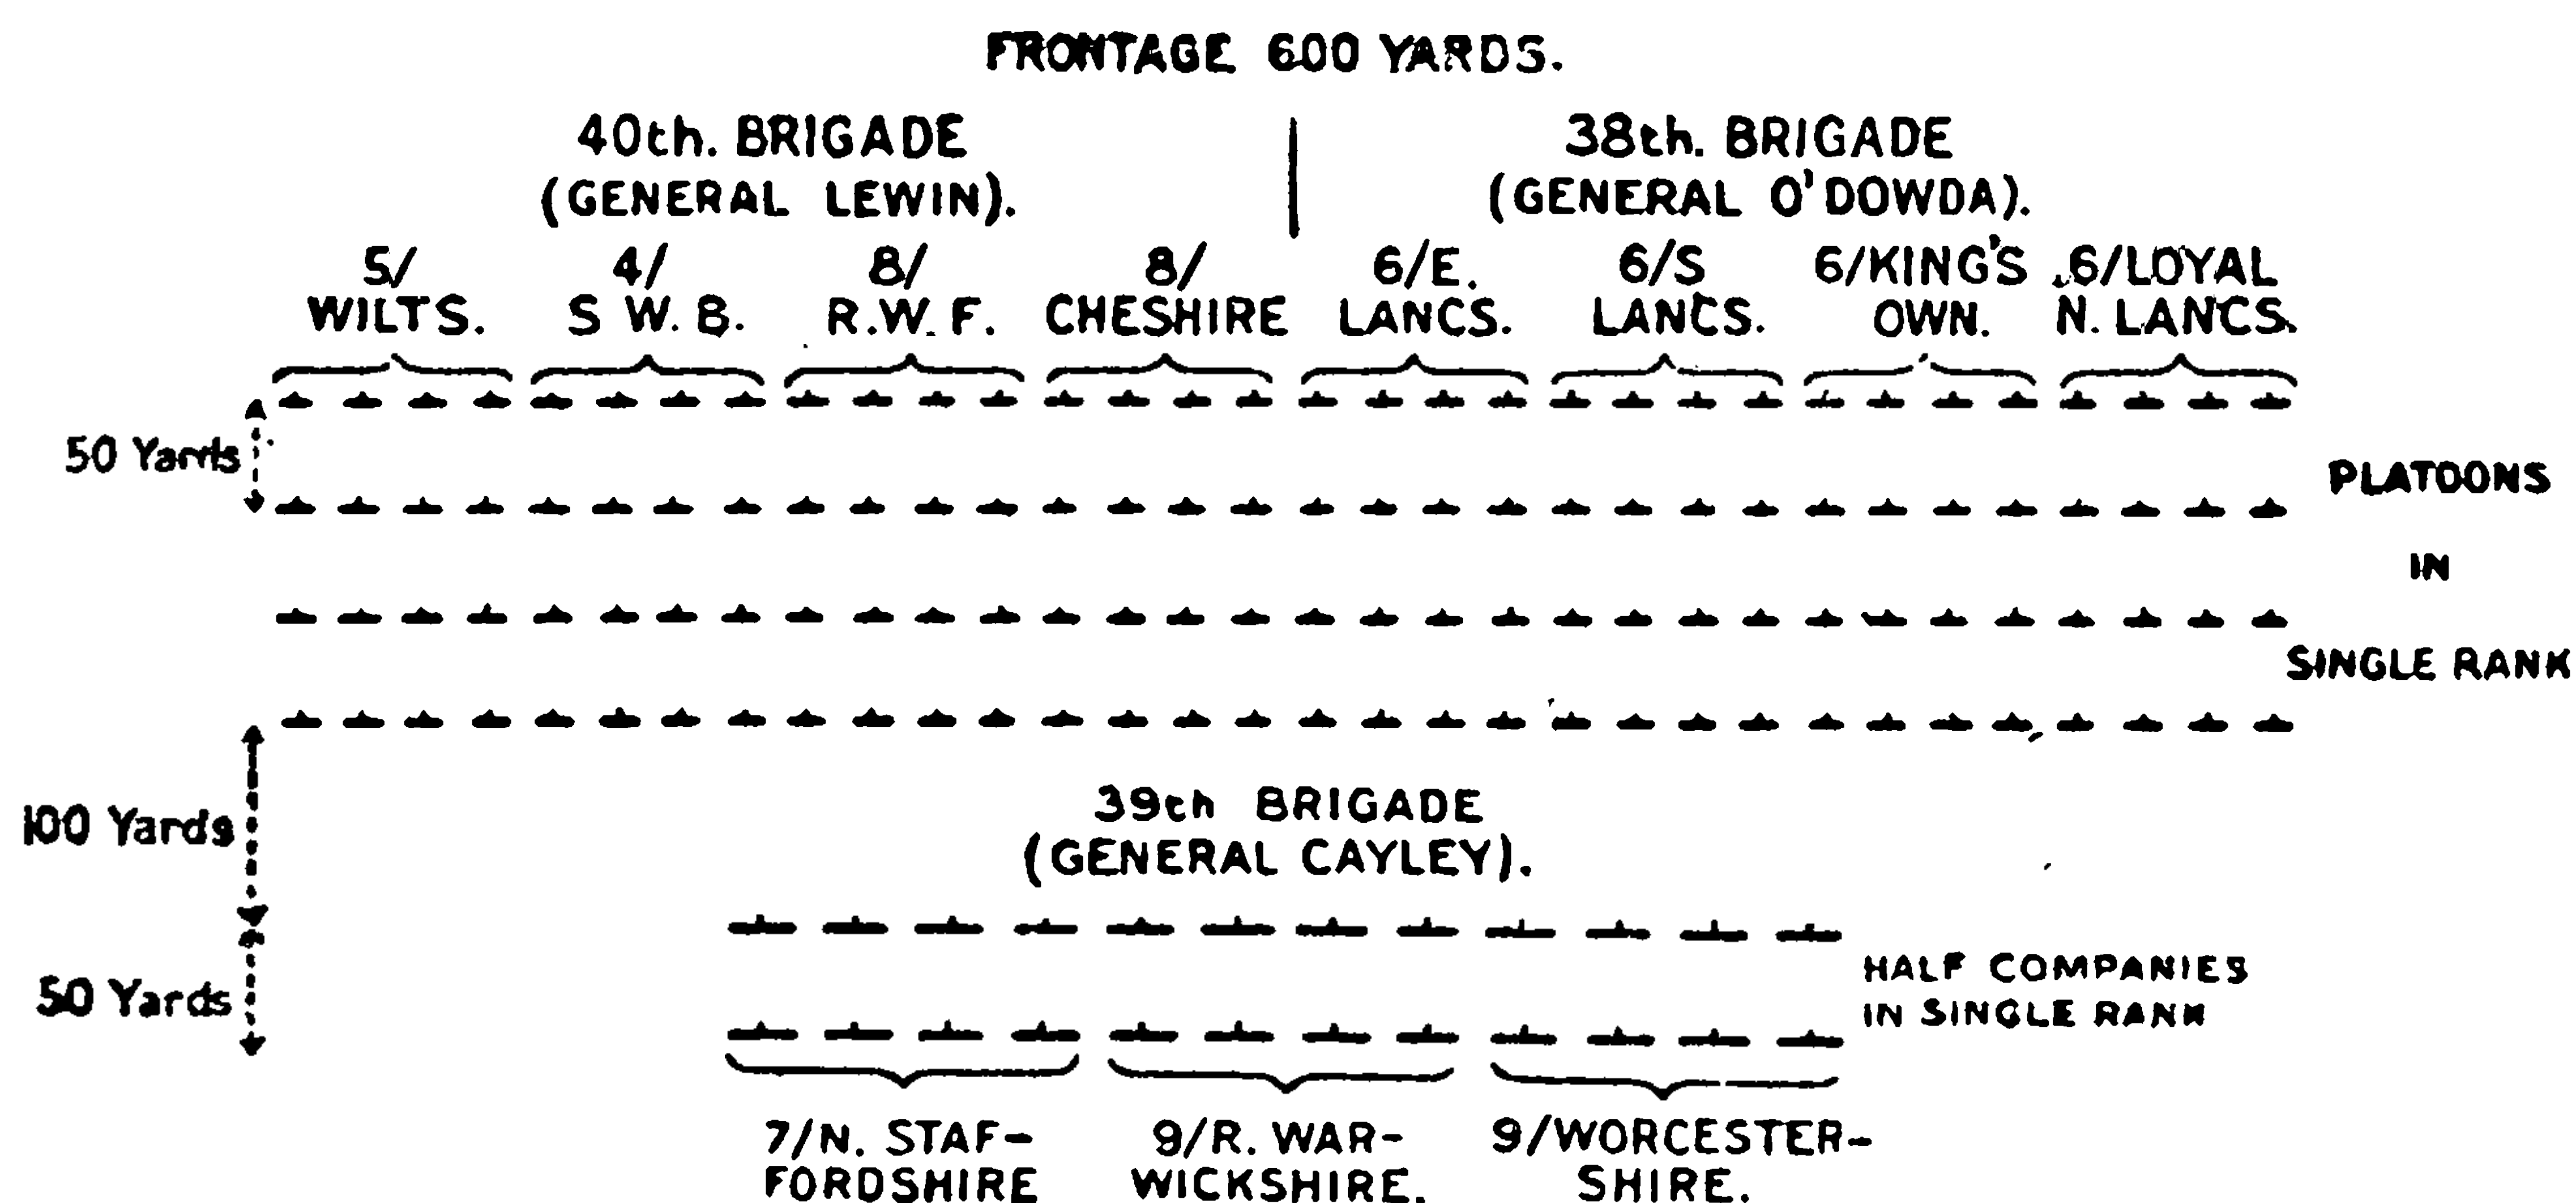 FRONTAGE 600 YARDS.
40th. BRIGADE
(GENERAL LEWIN).
38th. BRIGADE
(GENERAL O'DOWDA).
5/
WILTS.
4/
S W. B.
8/
R.W. F.
8/
CHESHIRE
6/E.
LANCS.
6/S
LANCS.
6/KING'S
OWN.
6/LOYAL
N. LANCS.
50 Yards
PLATOONS
IN
SINGLE RANK
100 Yards
39th BRIGADE
(GENERAL CAYLEY).
50 Yards
HALF COMPANIES
IN SINGLE RANK
7/N. STAF-
FORDSHIRE
9/R. WAR-
WICKSHIRE.
9/WORCESTER-
SHIRE.